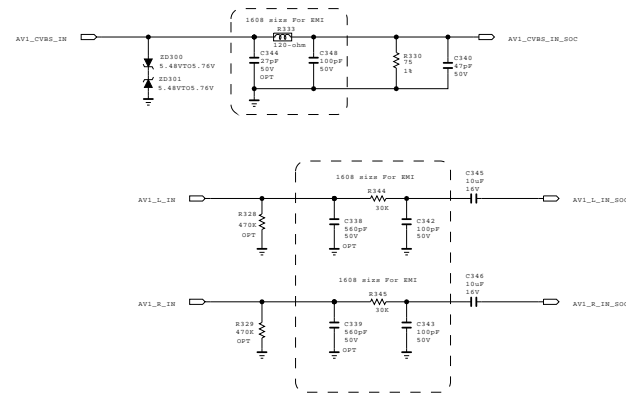 1608 sizs For EMI
AV1_CVBS_IN
R333
120-ohm
AV1_CVBS_IN_SOC
ZD300
5.48VTO5.76V
ZD301
5.48VTO5.76V
C344
27pF
50V
OPT
C348
100pF
50V
R330
75
1%
C340
47pF
50V
1608 sizs For EMI
AV1_L_IN
R328
470K
OPT
C338
560pF
50V
OPT
R344
30K
C342
100pF
50V
C345
10uF
16V
AV1_L_IN_SOC
1608 sizs For EMI
AV1_R_IN
R329
470K
OPT
C339
560pF
50V
OPT
R345
30K
C343
100pF
50V
C346
10uF
16V
AV1_R_IN_SOC